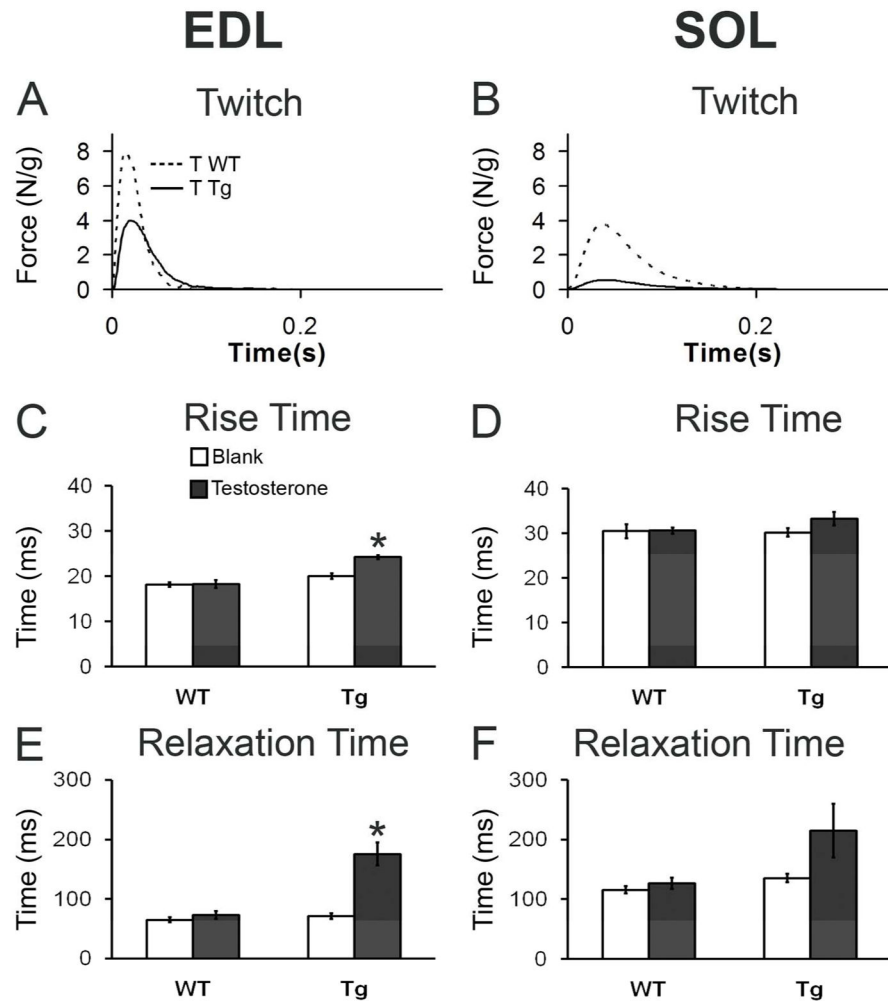 EDL
SOL
A
Twitch
B
Twitch
Force (N/g)
8
6
4
2
0
T WT
T Tg
0
0.2
Time(s)
Force (N/g)
8
6
4
2
0
0
0.2
Time(s)
C
Rise Time
Blank
Testosterone
Time (ms)
40
30
20
10
0
*
WT
Tg
D
Rise Time
Time (ms)
40
30
20
10
0
WT
Tg
E
Relaxation Time
Time (ms)
300
200
100
0
*
WT
Tg
F
Relaxation Time
Time (ms)
300
200
100
0
WT
Tg